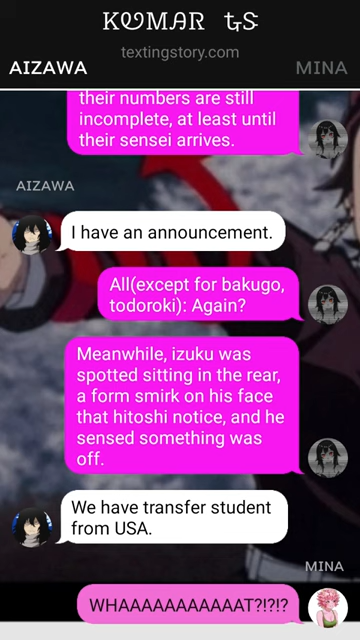 KUMAR ts
textingstory.com
AIZAWA MINA
their numbers are still
incomplete, at least until
their sensei arrives.
AIZAWA
I have an announcement.
All(except for bakugo,
todoroki): Again?
Meanwhile, izuku was
spotted sitting in the rear,
a form smirk on his face
that hitoshi notice, and he
sensed something was
off.
We have transfer student
from USA.
MINA
WHAAAAAAAAAAAT?!?!?